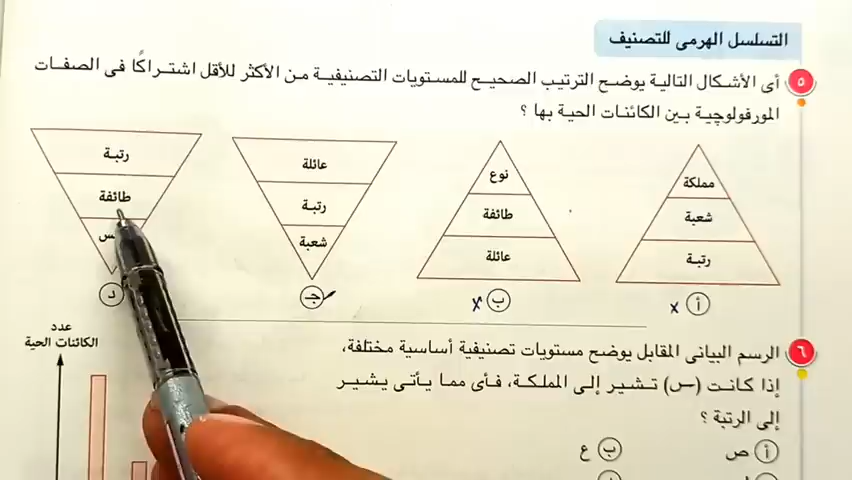 التسلسل الهرمى للتصنيف
٥ أى الأشكال التالية يوضح الترتيب الصحيح للمستويات التصنيفية من الأكثر للأقل اشتراكًا فى الصفات
المورفولوچية بين الكائنات الحية بها ؟
مملكة
شعبة
رتبة
أ x
نوع
طائفة
عائلة
ب x
عائلة
رتبة
شعبة
جـ
رتبة
طائفة
د
٦ الرسم البيانى المقابل يوضح مستويات تصنيفية أساسية مختلفة،
إذا كانت (س) تشير إلى المملكة، فأى مما يأتى يشير
إلى الرتبة ؟
أ ص
ب ع
عدد
الكائنات الحية